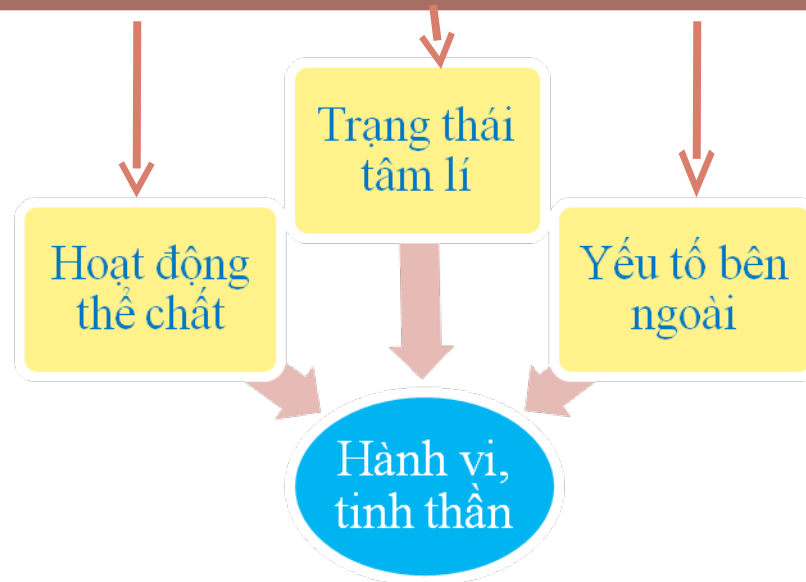 Trạng thái
tâm lí
Hoạt động
thể chất
Yếu tố bên
ngoài
Hành vi,
tinh thần